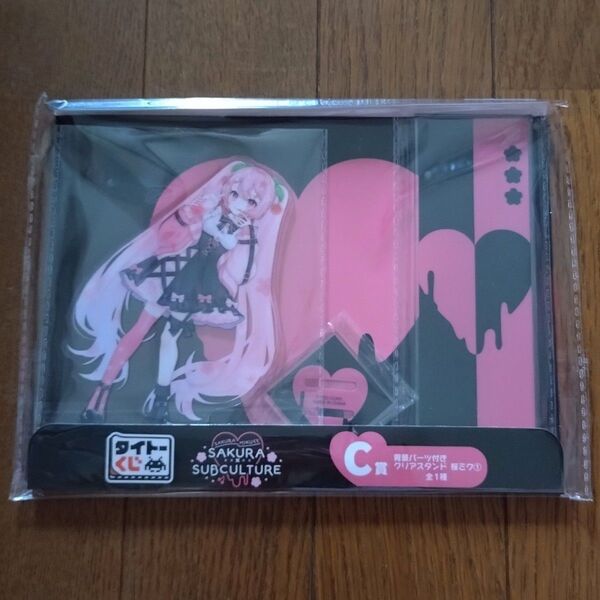 タイトー
くじ
SAKURA MIKU
SAKURA
SUBCULTURE
C賞
背景パーツ付き
クリアスタンド 桜ミク①
全1種